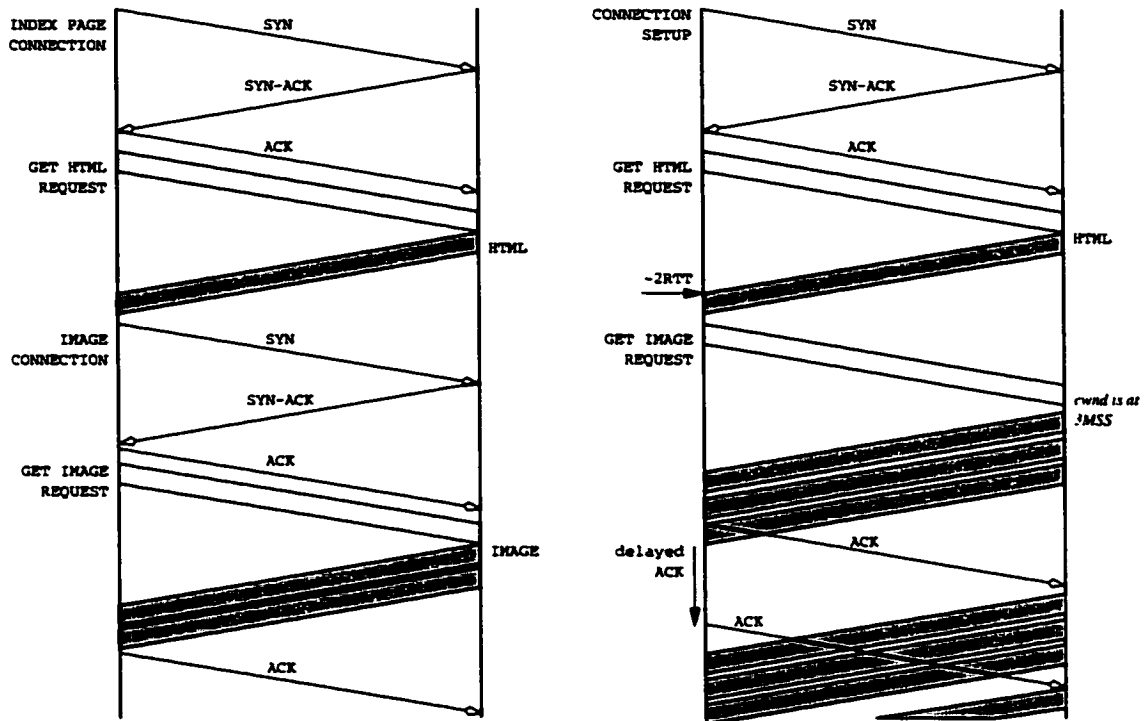 INDEX PAGE
CONNECTION
SYN
SYN-ACK
ACK
GET HTML
REQUEST
HTML
IMAGE
CONNECTION
SYN
SYN-ACK
ACK
GET IMAGE
REQUEST
IMAGE
ACK
CONNECTION
SETUP
SYN
SYN-ACK
ACK
GET HTML
REQUEST
HTML
~2RTT
GET IMAGE
REQUEST
cwnd is at
3MSS
ACK
delayed
ACK
ACK